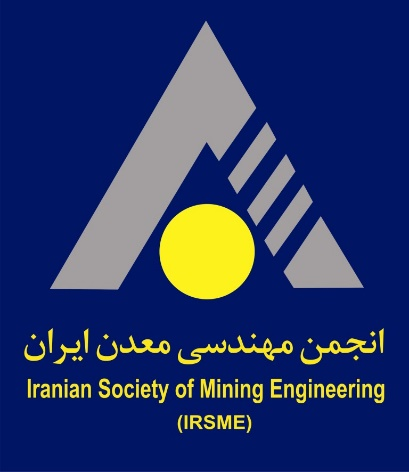 انجمن مهندسی معدن ایران
Iranian Society of Mining Engineering
(IRSME)